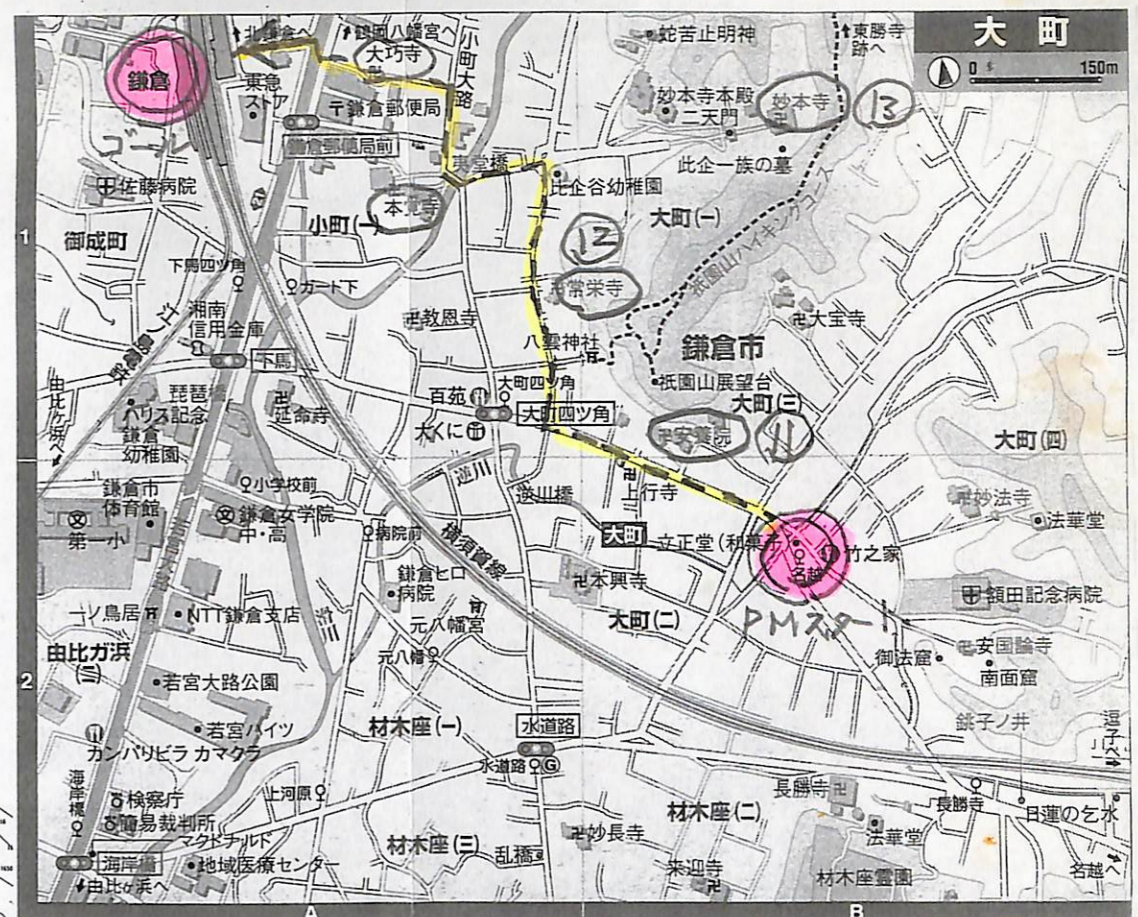 大町
0 150m
↑北鎌倉へ
↑鶴岡八幡宮へ
大巧寺
小町大路
蛇苦止明神
↑東勝寺跡へ
鎌倉
ゴール
東急ストア
〒鎌倉郵便局
鎌倉郵便局前
妙本寺本殿
二天門
妙本寺
13
此企一族の墓
佐藤病院
比企谷幼稚園
本覚寺
小町(一)
大町(一)
12
祇園山ハイキングコース
1
御成町
下馬四ツ角
ガード下
常栄寺
湘南信用金庫
教恩寺
八雲神社
大宝寺
鎌倉市
下馬
江ノ島電鉄
由比ヶ浜へ
琵琶橋
ハリス記念鎌倉幼稚園
延命寺
百苑
大町四ツ角
大町四ツ角
大くに
祇園山展望台
大町(三)
安養院
11
大町(四)
逆川
逆川橋
上行寺
小学校前
鎌倉市体育館
第一小
鎌倉女学院中・高
病院前
横須賀線
大町
立正堂(和菓子)
名越
竹之家
妙法寺
法華堂
鎌倉ヒロ病院
本興寺
額田記念病院
一ノ鳥居
NTT鎌倉支店
元八幡宮
大町(二)
PMスタート
御法窟
安国論寺
南面窟
由比ガ浜(二)
元八幡
2
若宮大路公園
銚子ノ井
逗子へ
若宮ハイツ
材木座(一)
水道路
カンパリビラ カマクラ
水道路
海岸橋
検察庁
簡易裁判所
上河原
長勝寺
長勝寺
日蓮の乞水
材木座(二)
マクドナルド
材木座(三)
妙長寺
法華堂
海岸橋
地域医療センター
乱橋
来迎寺
材木座霊園
名越へ
由比ヶ浜へ
A
B